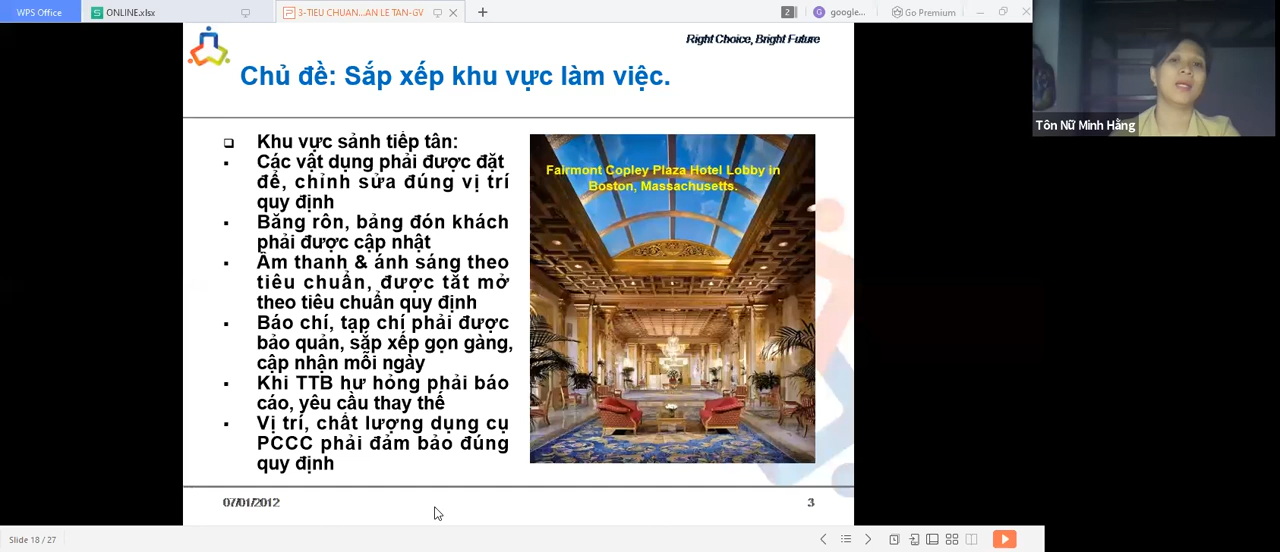 WPS Office
ONLINE.xlsx
3-TIEU CHUAN...AN LE TAN-GV
2
G
google...
Go Premium
Right Choice, Bright Future
Chủ đề: Sắp xếp khu vực làm việc.
Tôn Nữ Minh Hằng
Khu vực sảnh tiếp tân:
Các vật dụng phải được đặt
để, chỉnh sửa đúng vị trí
quy định
Băng rôn, bảng đón khách
phải được cập nhật
Âm thanh & ánh sáng theo
tiêu chuẩn, được tắt mở
theo tiêu chuẩn quy định
Báo chí, tạp chí phải được
bảo quản, sắp xếp gọn gàng,
cập nhận mỗi ngày
Khi TTB hư hỏng phải báo
cáo, yêu cầu thay thế
Vị trí, chất lượng dụng cụ
PCCC phải đảm bảo đúng
quy định
Fairmont Copley Plaza Hotel Lobby in
Boston, Massachusetts.
07/01/2012
3
Slide 18 / 27